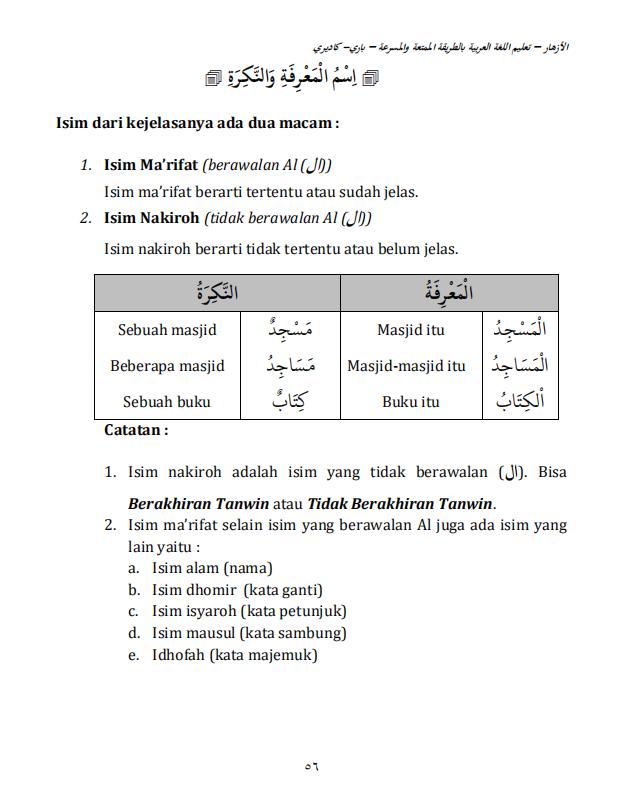 الأزهار – تعليم اللغة العربية بالطريقة الممتعة والمسرعة – باري– كاديري
اِسْمُ الْمَعْرِفَةِ وَالنَّكِرَةِ
Isim dari kejelasanya ada dua macam :
1. Isim Ma’rifat (berawalan Al (ال))
Isim ma’rifat berarti tertentu atau sudah jelas.
2. Isim Nakiroh (tidak berawalan Al (ال))
Isim nakiroh berarti tidak tertentu atau belum jelas.
النَّكِرَةُ الْمَعْرِفَةُ
Sebuah masjid مَسْجِدٌ Masjid itu الْمَسْجِدُ
Beberapa masjid مَسَاجِدُ Masjid-masjid itu الْمَسَاجِدُ
Sebuah buku كِتَابٌ Buku itu اْلكِتَابُ
Catatan :
1. Isim nakiroh adalah isim yang tidak berawalan (ال). Bisa
Berakhiran Tanwin atau Tidak Berakhiran Tanwin.
2. Isim ma’rifat selain isim yang berawalan Al juga ada isim yang
lain yaitu :
a. Isim alam (nama)
b. Isim dhomir (kata ganti)
c. Isim isyaroh (kata petunjuk)
d. Isim mausul (kata sambung)
e. Idhofah (kata majemuk)
٥٦